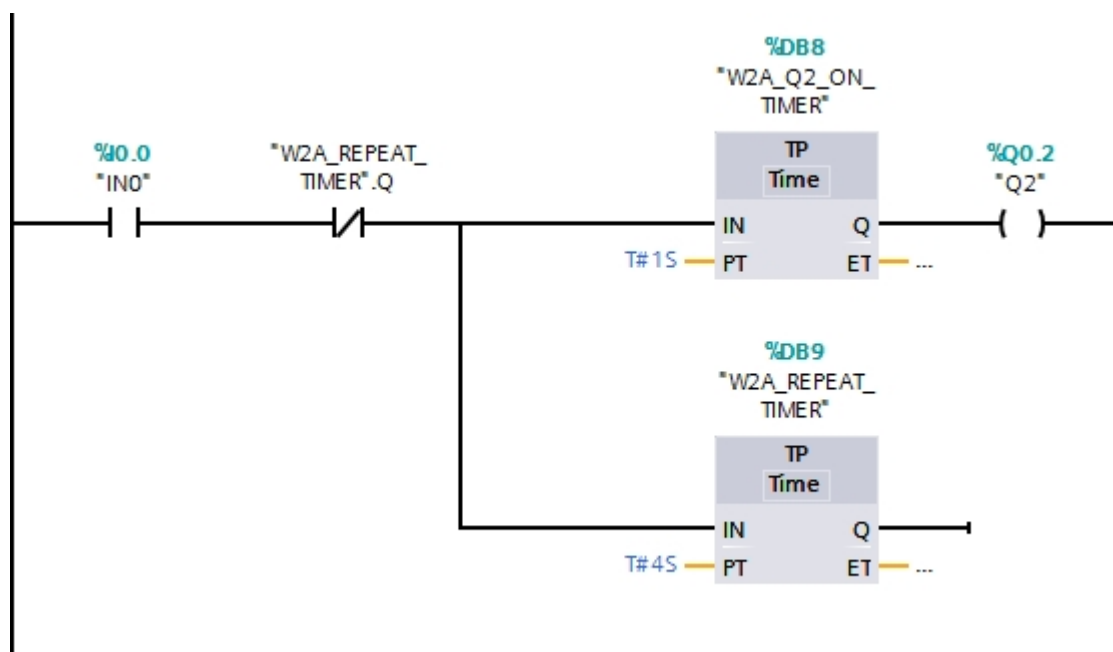 %DB8
"W2A_Q2_ON_
TIMER"
%I0.0
"IN0"
"W2A_REPEAT_
TIMER".Q
TP
Time
%Q0.2
"Q2"
IN
Q
T#1S
PT
ET
...
%DB9
"W2A_REPEAT_
TIMER"
TP
Time
IN
Q
T#4S
PT
ET
...